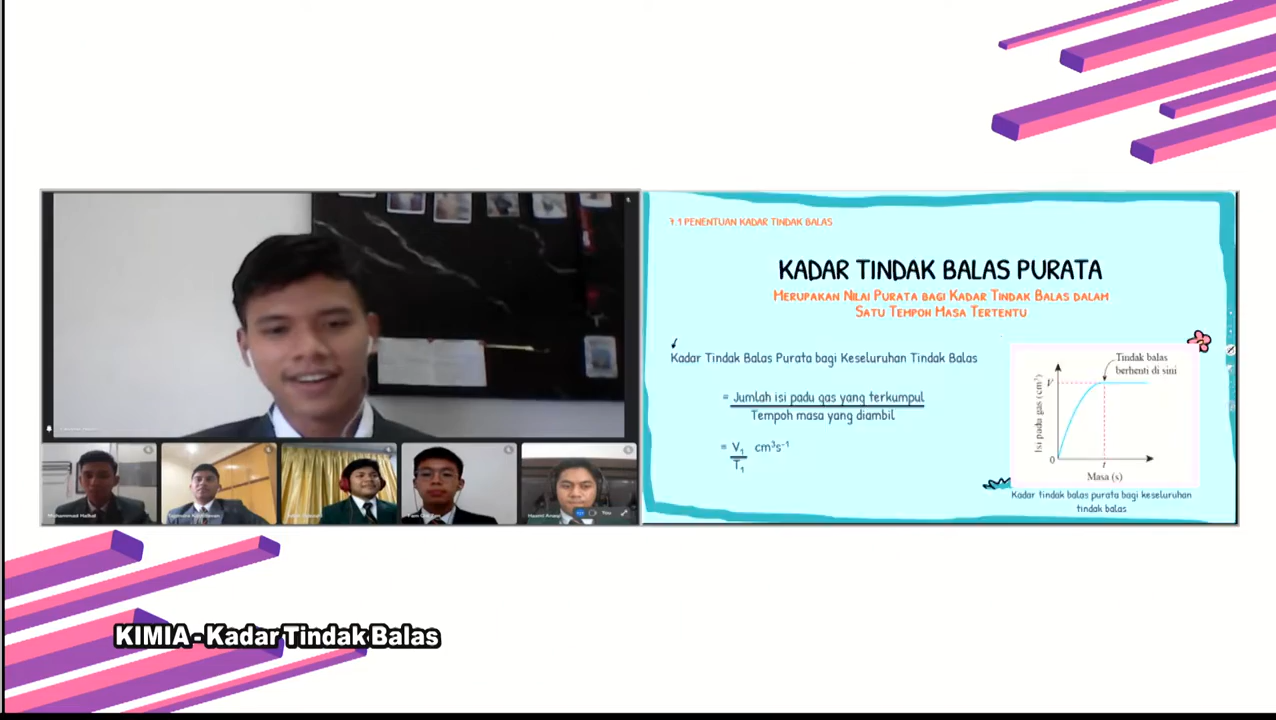 7.1 PENENTUAN KADAR TINDAK BALAS
KADAR TINDAK BALAS PURATA
MERUPAKAN NILAI PURATA BAGI KADAR TINDAK BALAS DALAM
SATU TEMPOH MASA TERTENTU
Kadar Tindak Balas Purata bagi Keseluruhan Tindak Balas
= Jumlah isi padu gas yang terkumpul
Tempoh masa yang diambil
= V₁ cm³s⁻¹
T₁
Tindak balas
berhenti di sini
Isi padu gas (cm³)
V
0
t
Masa (s)
Kadar tindak balas purata bagi keseluruhan
tindak balas
Muhammad
You
KIMIA - Kadar Tindak Balas